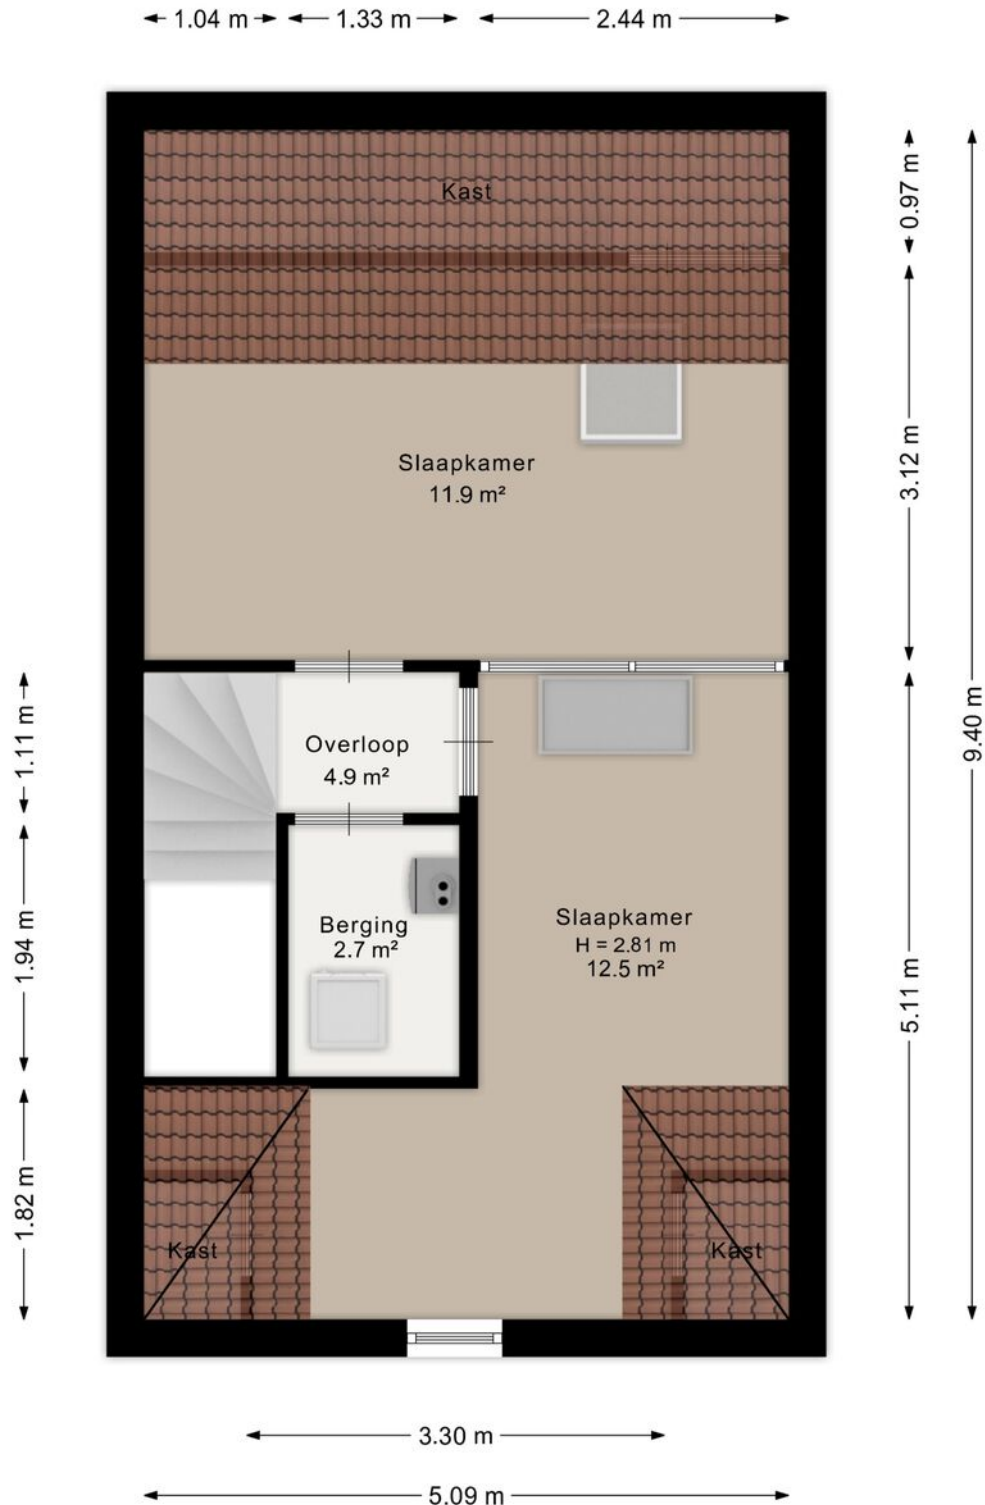 1.04 m
1.33 m
2.44 m
Kast
0.97 m
3.12 m
Slaapkamer
11.9 m²
9.40 m
1.11 m
Overloop
4.9 m²
1.94 m
Berging
2.7 m²
Slaapkamer
H = 2.81 m
12.5 m²
5.11 m
1.82 m
Kast
Kast
3.30 m
5.09 m